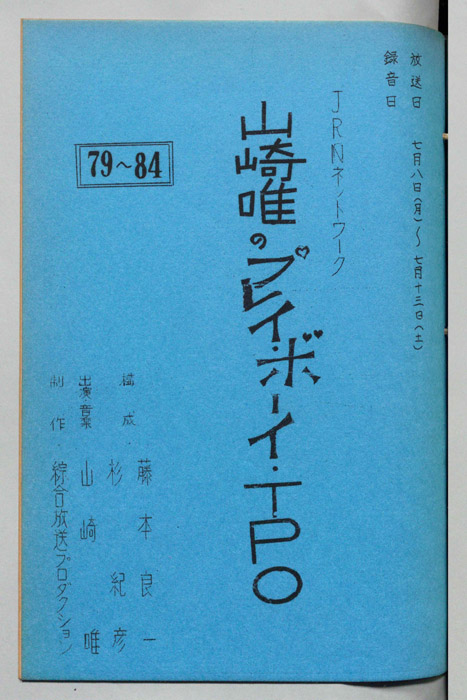 放送日 七月八日(月)〜七月十三日(土)
録音日
JRNネットワーク
山崎唯のプレイ・ボーイ・TPO
79〜84
構成 藤本良一
杉紀彦
出演・音楽 山崎唯
制作・綜合放送プロダクション